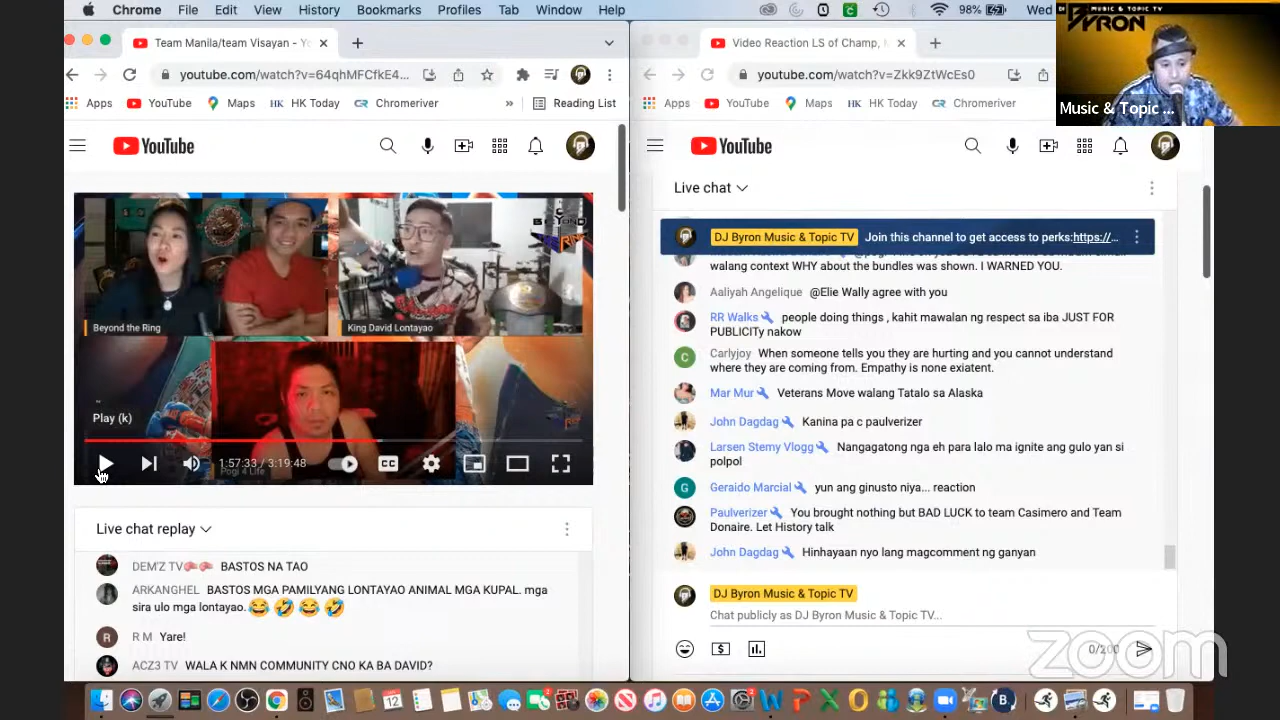 Chrome File Edit View History Bookmarks Profiles Tab Window Help
98%
Team Manila/team Visayan - Yo
youtube.com/watch?v=64qhMFCfkE4...
Apps YouTube Maps HK HK Today CR Chromeriver » Reading List
YouTube
BEYOND
Beyond the Ring
King David Lontayao
Play (k)
1:57:33 / 3:19:48
CC
Pogi 4 Life
Live chat replay
DEM'Z TV BASTOS NA TAO
ARKANGHEL BASTOS MGA PAMILYANG LONTAYAO ANIMAL MGA KUPAL. mga
sira ulo mga lontayao. 😂 🤣 😂 🤣
R R M Yare!
ACZ3 TV WALA K NMN COMMUNITY CNO KA BA DAVID?
Video Reaction LS of Champ, M
youtube.com/watch?v=Zkk9ZtWcEs0
Apps YouTube Maps HK HK Today CR Chromeriver
MUSIC & TOPIC TV
BYRON
Music & Topic ...
YouTube
Live chat
DJ Byron Music & Topic TV Join this channel to get access to perks:https://...
walang context WHY about the bundles was shown. I WARNED YOU.
Aaliyah Angelique @Elie Wally agree with you
RR Walks people doing things , kahit mawalan ng respect sa iba JUST FOR
PUBLICITy nakow
C Carlyjoy When someone tells you they are hurting and you cannot understand
where they are coming from. Empathy is none exiatent.
Mar Mur Veterans Move walang Tatalo sa Alaska
John Dagdag Kanina pa c paulverizer
Larsen Stemy Vlogg Nangagatong nga eh para lalo ma ignite ang gulo yan si
polpol
G Geraido Marcial yun ang ginusto niya... reaction
Paulverizer You brought nothing but BAD LUCK to team Casimero and Team
Donaire. Let History talk
John Dagdag Hinhayaan nyo lang magcomment ng ganyan
DJ Byron Music & Topic TV
Chat publicly as DJ Byron Music & Topic TV...
0/200
zoom